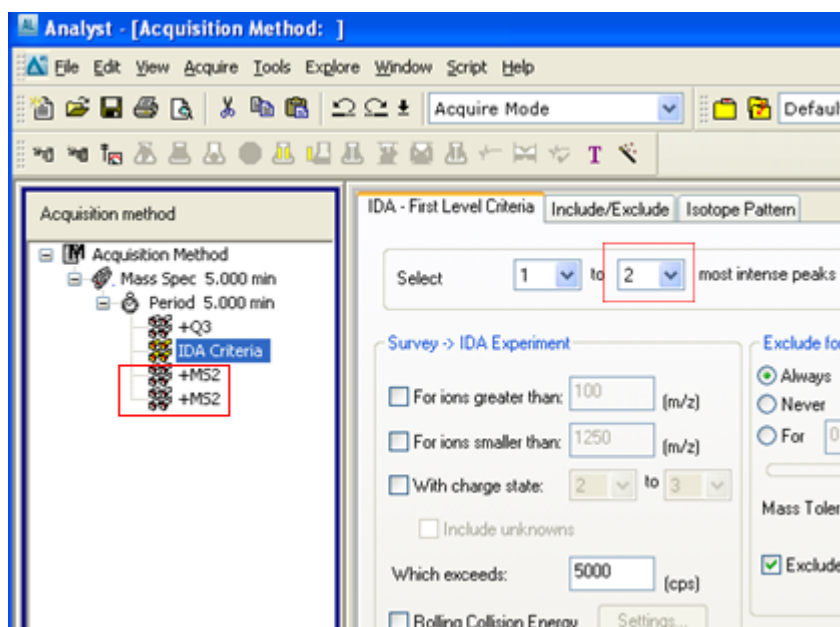 Analyst - [Acquisition Method: ]
File Edit View Acquire Tools Explore Window Script Help
Acquire Mode Defaul
T
Acquisition method
Acquisition Method
Mass Spec 5.000 min
Period 5.000 min
+Q3
IDA Criteria
+MS2
+MS2
IDA - First Level Criteria Include/Exclude Isotope Pattern
Select 1 to 2 most intense peaks
Survey -> IDA Experiment
For ions greater than: 100 (m/z)
For ions smaller than: 1250 (m/z)
With charge state: 2 to 3
Include unknowns
Which exceeds: 5000 (cps)
Rolling Collision Energy Settings...
Exclude fo
Always
Never
For 0
Mass Toler
Exclude